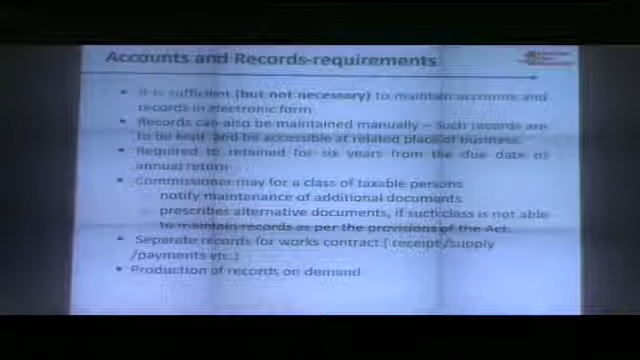 Accounts and Records-requirements
• It is sufficient (but not necessary) to maintain accounts and
records in electronic form.
• Records can also be maintained manually – Such records are
to be kept and be accessible at related place of business.
• Required to retained for six years from the due date of
annual return
• Commissioner may for a class of taxable persons
notify maintenance of additional documents
prescribes alternative documents, if such class is not able
to maintain records as per the provisions of the Act.
• Separate records for works contract ( receipt /supply
/payments etc.)
• Production of records on demand